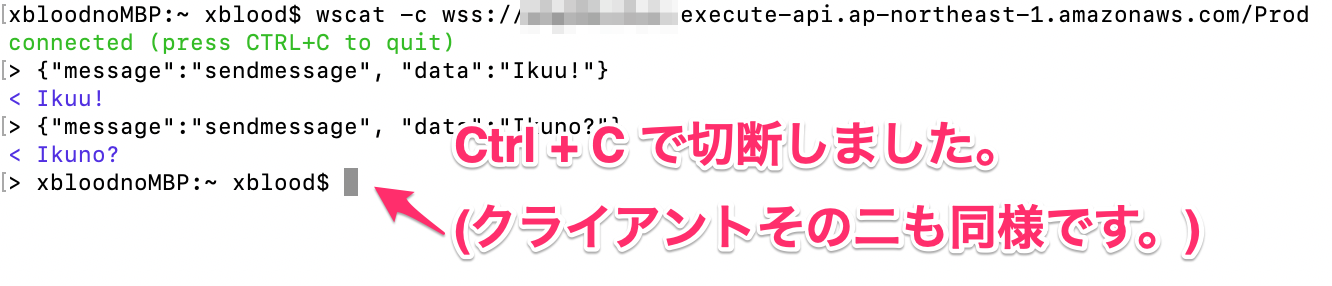 [xbloodnoMBP:~ xblood$ wscat -c wss:// execute-api.ap-northeast-1.amazonaws.com/Prod
connected (press CTRL+C to quit)
[> {"message":"sendmessage", "data":"Ikuu!"}
< Ikuu!
[> {"message":"sendmessage", "data":"Ikuno?"}
< Ikuno?
[> xbloodnoMBP:~ xblood$
Ctrl + C で切断しました。
(クライアントその二も同様です。)